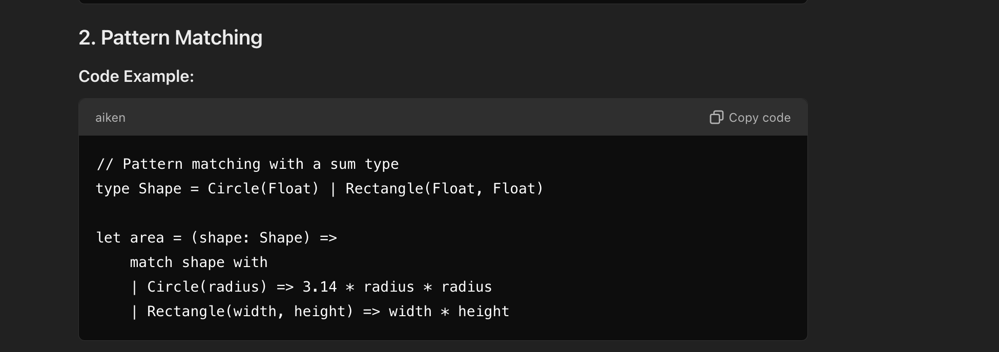 2. Pattern Matching
Code Example:
aiken
Copy code
// Pattern matching with a sum type
type Shape = Circle(Float) | Rectangle(Float, Float)
let area = (shape: Shape) =>
    match shape with
    | Circle(radius) => 3.14 * radius * radius
    | Rectangle(width, height) => width * height